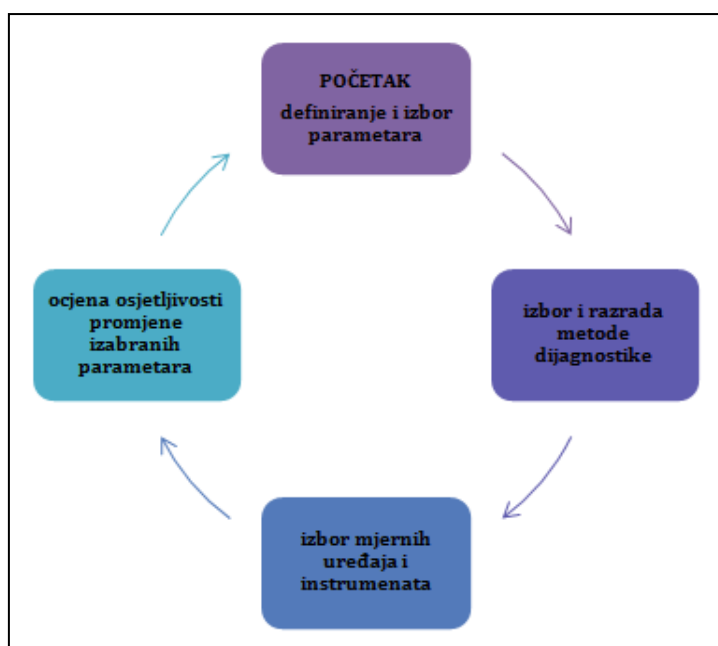 POČETAK
definiranje i izbor
parametara
izbor i razrada
metode
dijagnostike
izbor mjernih
uređaja i
instrumenata
ocjena osjetljivosti
promjene
izabranih
parametara